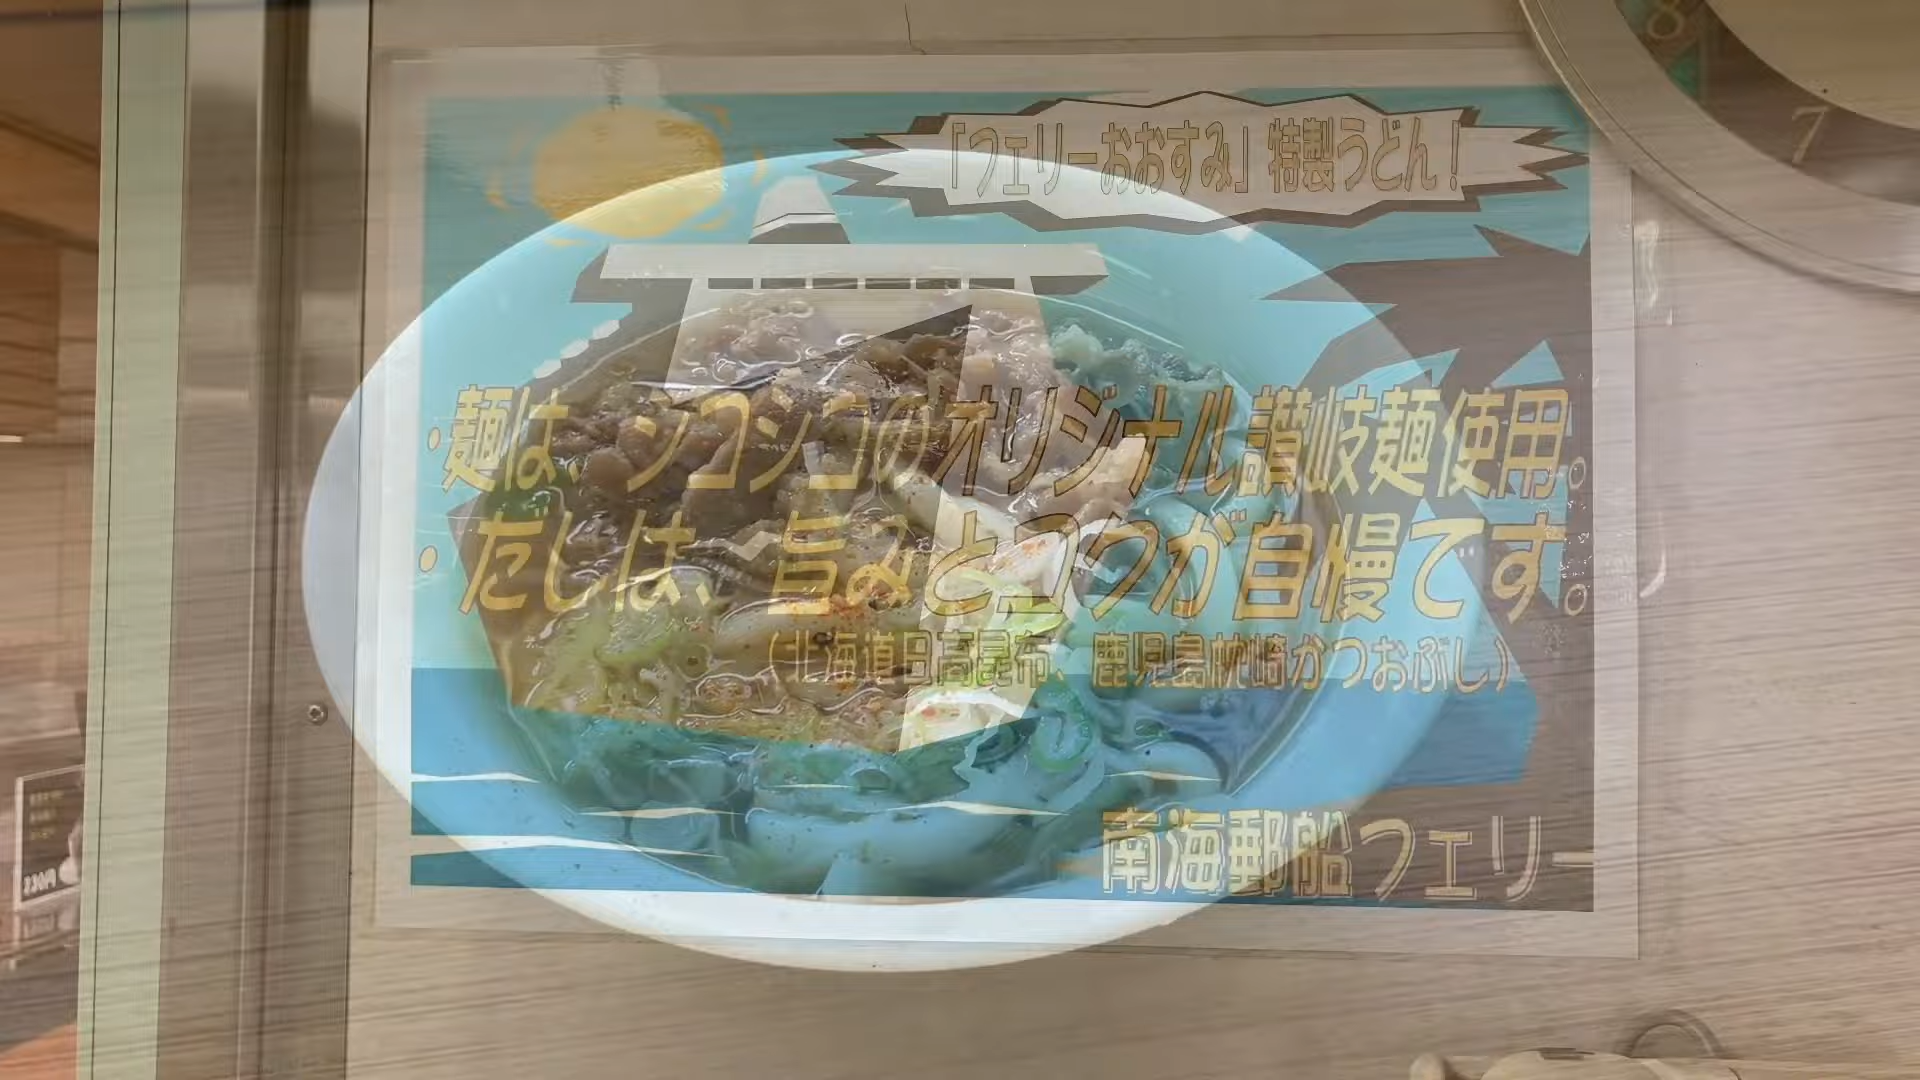 「フェリーおおすみ」特製うどん！
・麺は、シコシコのオリジナル讃岐麺使用。
・だしは、旨みとコクが自慢です。
（北海道日高昆布、鹿児島枕崎かつおぶし）
南海郵船フェリー
8
7